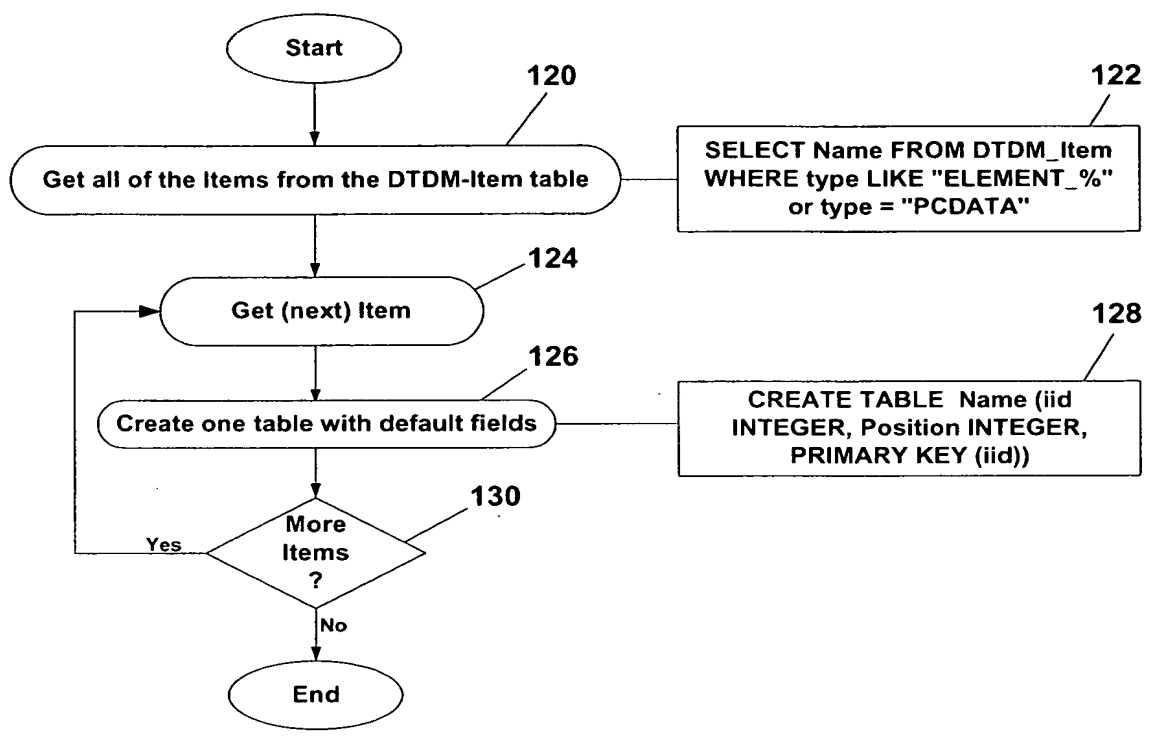 Start
120
122
Get all of the Items from the DTDM-Item table
SELECT Name FROM DTDM_Item
WHERE type LIKE "ELEMENT_%"
or type = "PCDATA"
124
Get (next) Item
126
128
Create one table with default fields
CREATE TABLE Name (iid
INTEGER, Position INTEGER,
PRIMARY KEY (iid))
130
More
Items
?
Yes
No
End